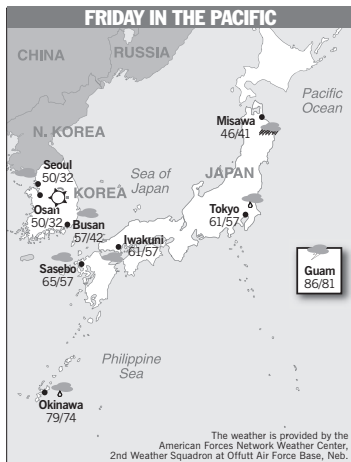 FRIDAY IN THE PACIFIC
CHINA
RUSSIA
Pacific
Ocean
Misawa
46/41
N. KOREA
Seoul
50/32
Sea of
Japan
JAPAN
KOREA
Osan
50/32
Busan
57/42
Tokyo
61/57
Iwakuni
61/57
Sasebo
65/57
Guam
86/81
Philippine
Sea
Okinawa
79/74
The weather is provided by the
American Forces Network Weather Center,
2nd Weather Squadron at Offutt Air Force Base, Neb.